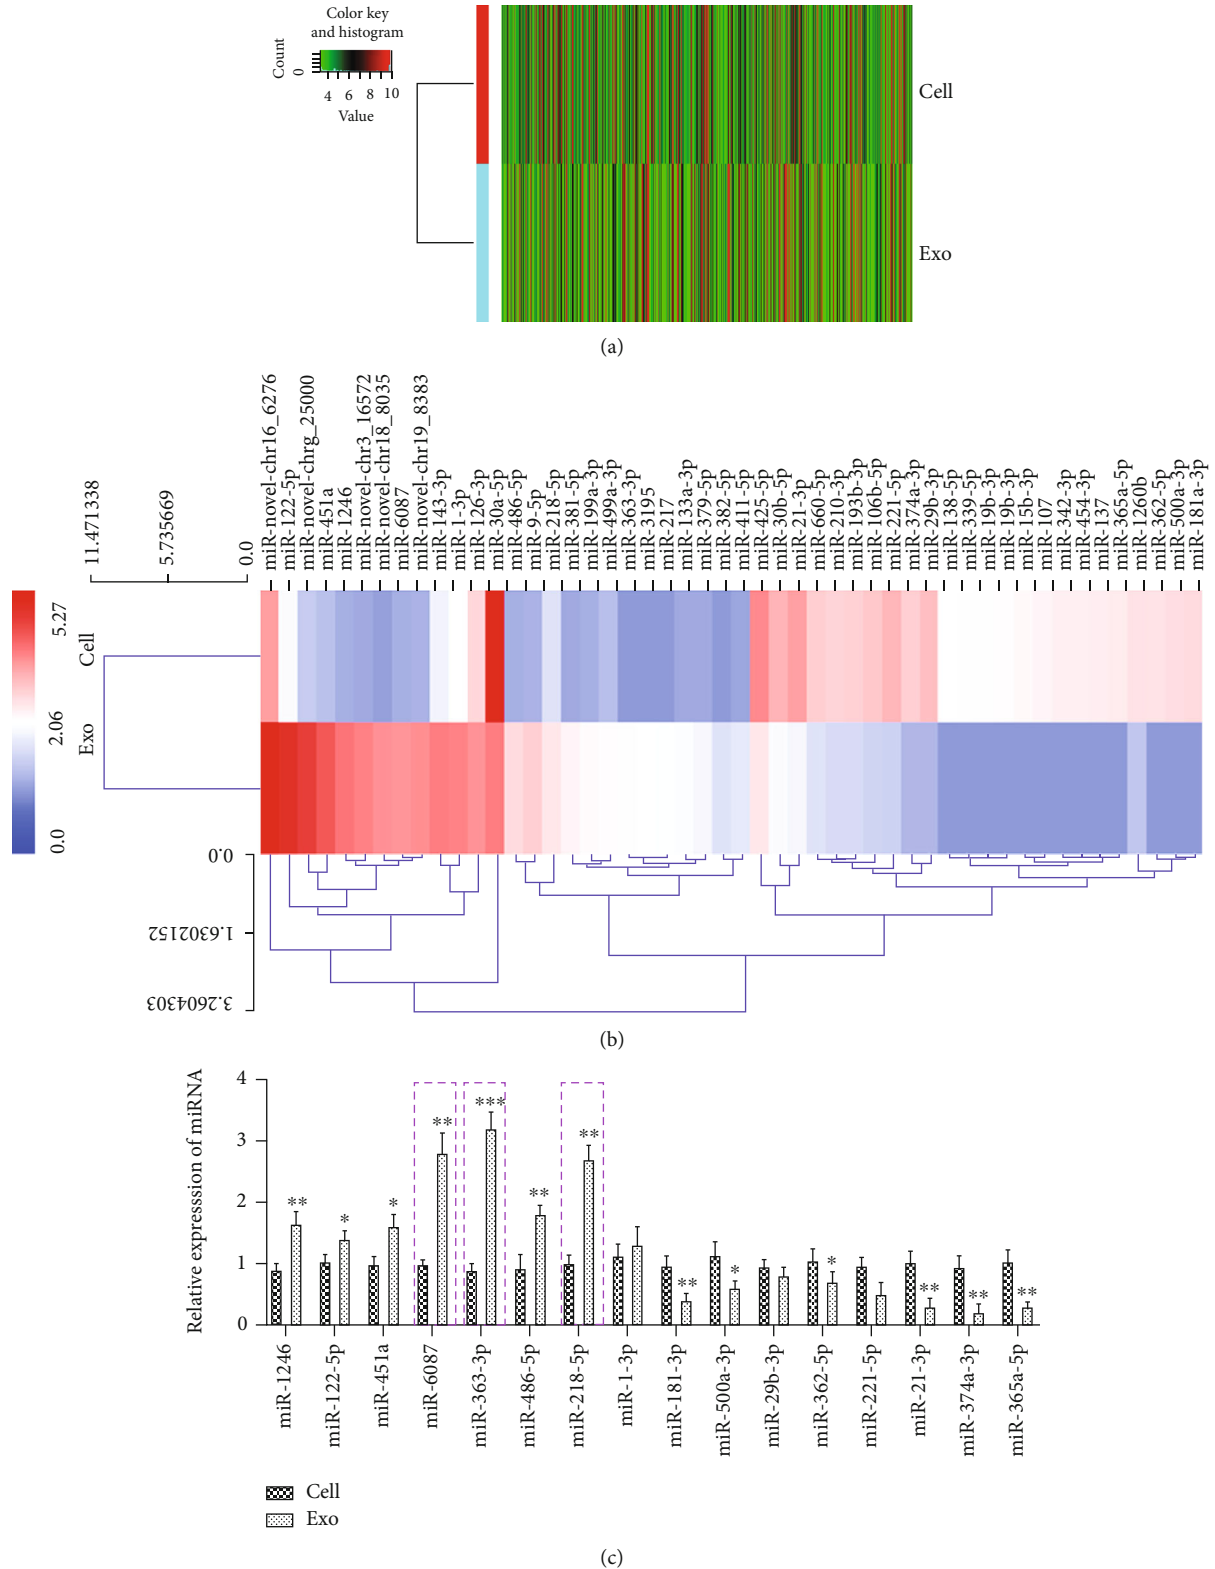 Color key
and histogram
Count
0
4 6 8 10
Value
Cell
Exo
(a)
11.471338
5.735669
0.0
miR-novel-chr16_6276
miR-122-5p
miR-novel-chrg_25000
miR-451a
miR-1246
miR-novel-chr3_16572
miR-novel-chr18_8035
miR-6087
miR-novel-chr19_8383
miR-143-3p
miR-1-3p
miR-126-3p
miR-30a-5p
miR-486-5p
miR-9-5p
miR-218-5p
miR-381-5p
miR-199a-3p
miR-499a-3p
miR-363-3p
miR-3195
miR-217
miR-133a-3p
miR-379-5p
miR-382-5p
miR-411-5p
miR-425-5p
miR-30b-5p
miR-21-3p
miR-660-5p
miR-210-3p
miR-193b-3p
miR-106b-5p
miR-221-5p
miR-374a-3p
miR-29b-3p
miR-138-5p
miR-339-5p
miR-19b-3p
miR-19b-3p
miR-15b-3p
miR-107
miR-342-3p
miR-454-3p
miR-137
miR-365a-5p
miR-1260b
miR-362-5p
miR-500a-3p
miR-181a-3p
5.27
2.06
0.0
Cell
Exo
0.0
1.6302152
3.2604303
(b)
Relative expresssion of miRNA
4
3
2
1
0
**
*
*
**
***
**
**
**
*
*
**
**
**
miR-1246
miR-122-5p
miR-451a
miR-6087
miR-363-3p
miR-486-5p
miR-218-5p
miR-1-3p
miR-181-3p
miR-500a-3p
miR-29b-3p
miR-362-5p
miR-221-5p
miR-21-3p
miR-374a-3p
miR-365a-5p
Cell
Exo
(c)